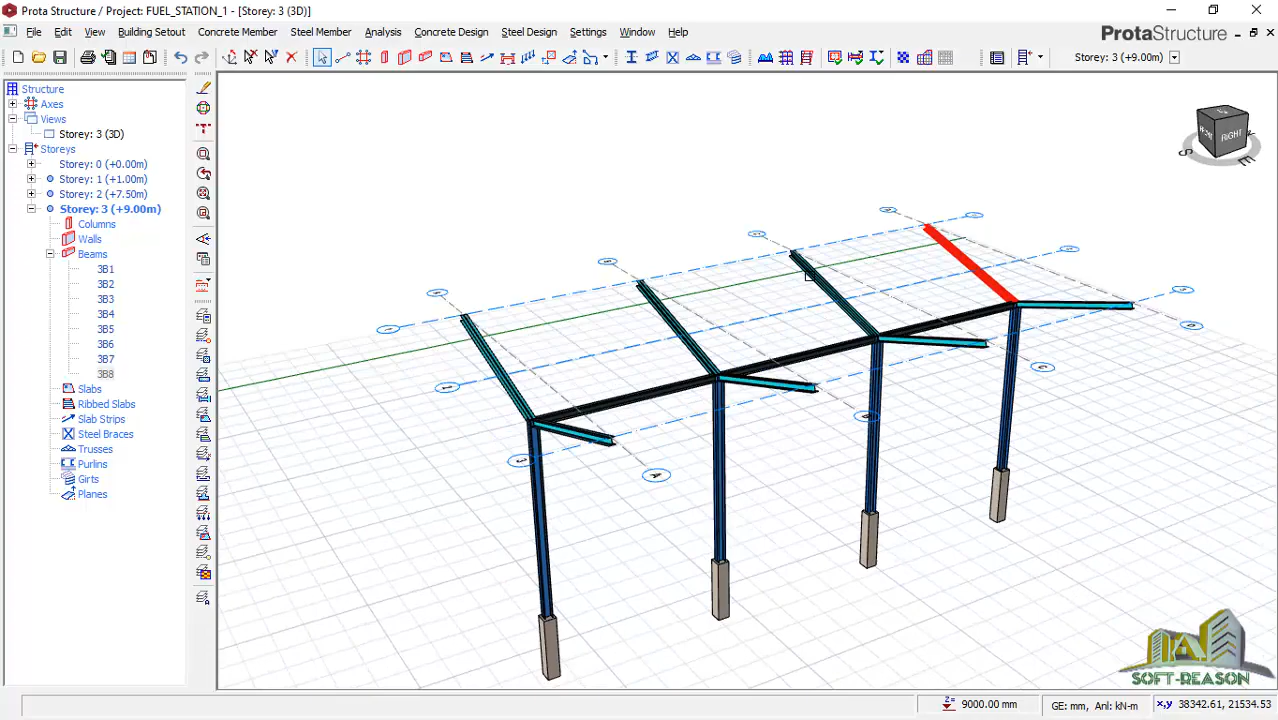 Prota Structure / Project: FUEL_STATION_1 - [Storey: 3 (3D)]
File Edit View Building Setout Concrete Member Steel Member Analysis Concrete Design Steel Design Settings Window Help
ProtaStructure
Storey: 3 (+9.00m)
Structure
Axes
Views
Storey: 3 (3D)
Storeys
Storey: 0 (+0.00m)
Storey: 1 (+1.00m)
Storey: 2 (+7.50m)
Storey: 3 (+9.00m)
Columns
Walls
Beams
3B1
3B2
3B3
3B4
3B5
3B6
3B7
3B8
Slabs
Ribbed Slabs
Slab Strips
Steel Braces
Trusses
Purlins
Girts
Planes
RIGHT
S
E
A
SOFT-REASON
9000.00 mm
GE: mm, Anl: kN-m
x,y 38342.61, 21534.53